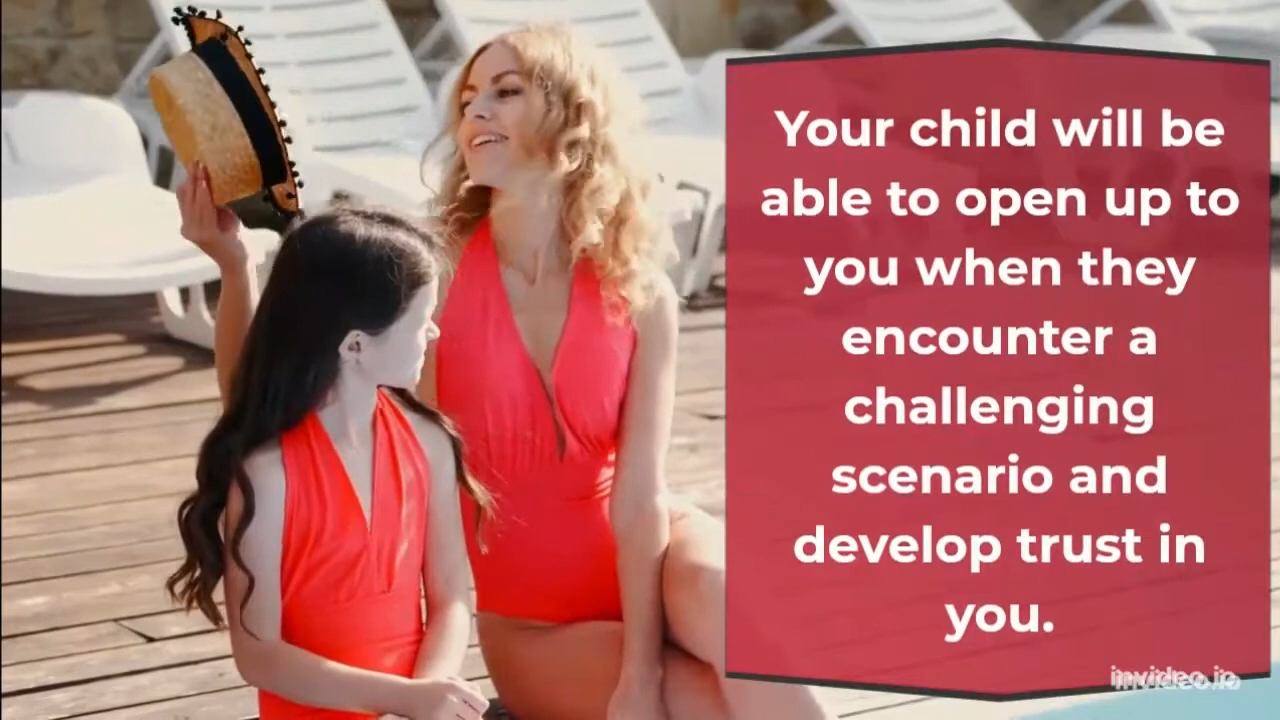 Your child will be
able to open up to
you when they
encounter a
challenging
scenario and
develop trust in
you.
invideo.io